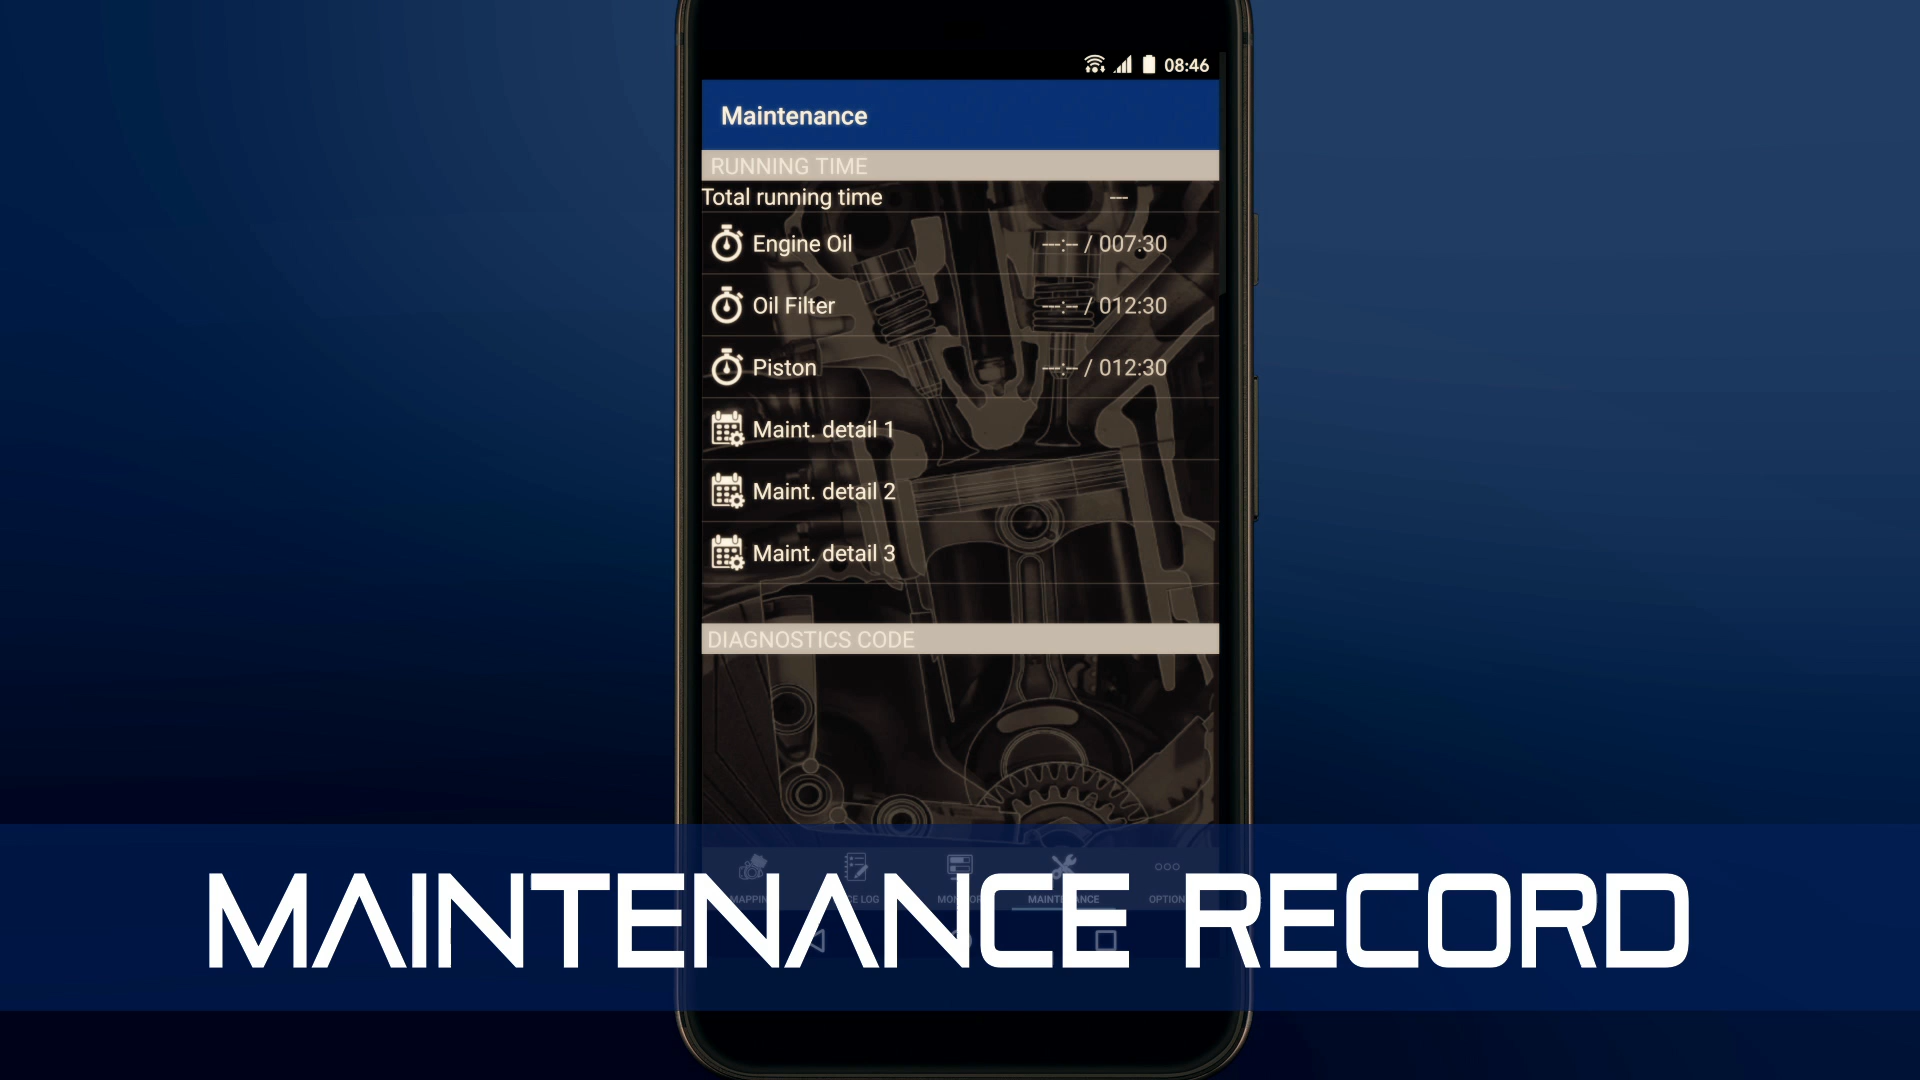 08:46
Maintenance
RUNNING TIME
Total running time ---
Engine Oil ---:-- / 007:30
Oil Filter ---:-- / 012:30
Piston ---:-- / 012:30
Maint. detail 1
Maint. detail 2
Maint. detail 3
DIAGNOSTICS CODE
MAINTENANCE RECORD